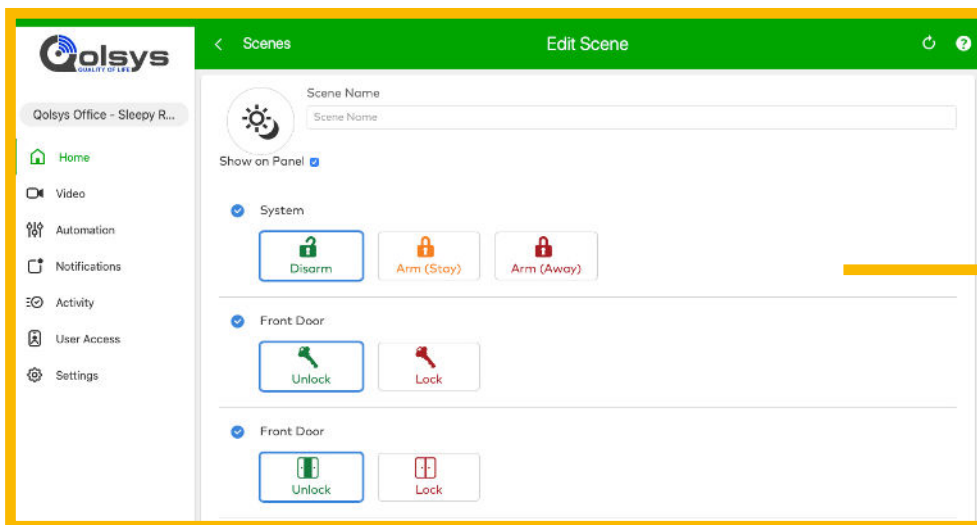 Qolsys
QUALITY OF LIFE
Qolsys Office - Sleepy R...
Home
Video
Automation
Notifications
Activity
User Access
Settings
Scenes
Edit Scene
?
Scene Name
Scene Name
Show on Panel
System
Disarm
Arm (Stay)
Arm (Away)
Front Door
Unlock
Lock
Front Door
Unlock
Lock